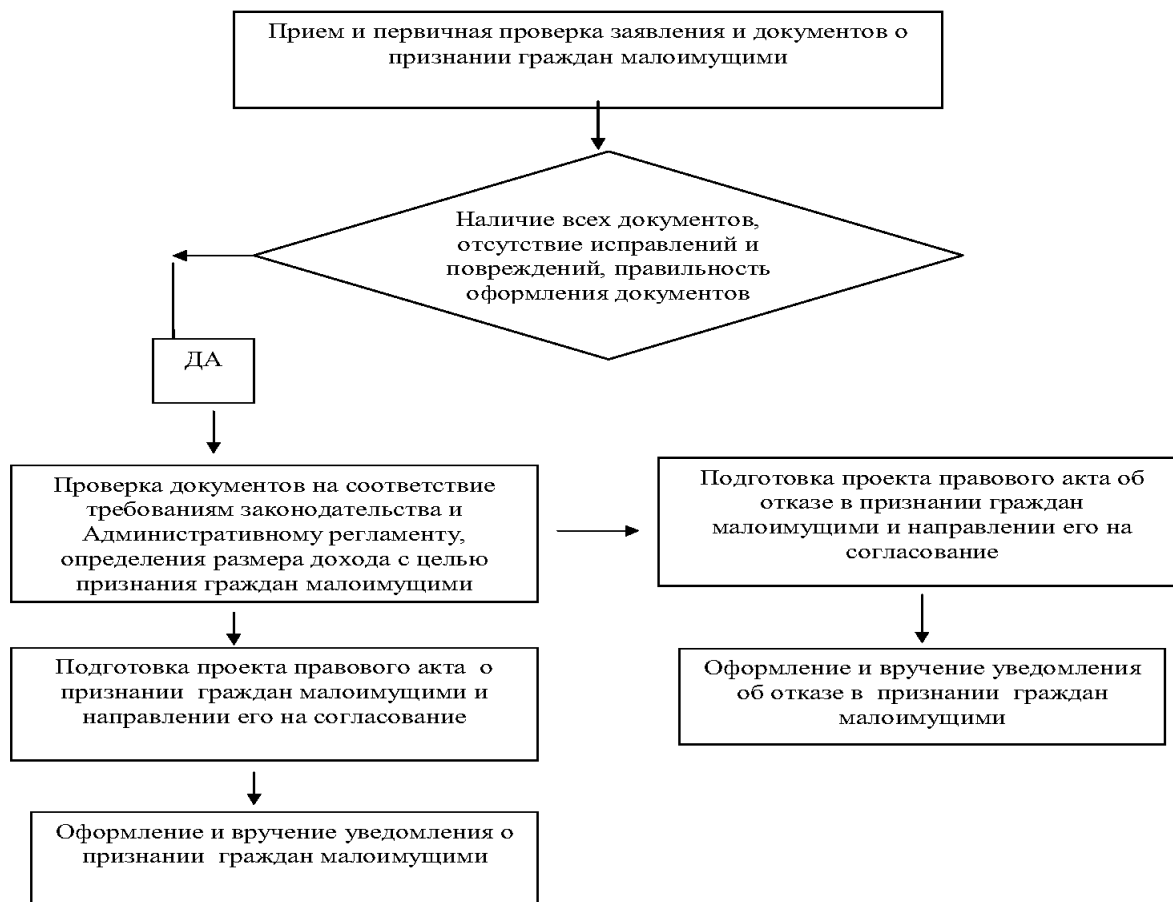 Прием и первичная проверка заявления и документов о
признании граждан малоимущими
Наличие всех документов,
отсутствие исправлений и
повреждений, правильность
оформления документов
ДА
Проверка документов на соответствие
требованиям законодательства и
Административному регламенту,
определения размера дохода с целью
признания граждан малоимущими
Подготовка проекта правового акта об
отказе в признании граждан
малоимущими и направлении его на
согласование
Подготовка проекта правового акта о
признании граждан малоимущими и
направлении его на согласование
Оформление и вручение уведомления
об отказе в признании граждан
малоимущими
Оформление и вручение уведомления о
признании граждан малоимущими